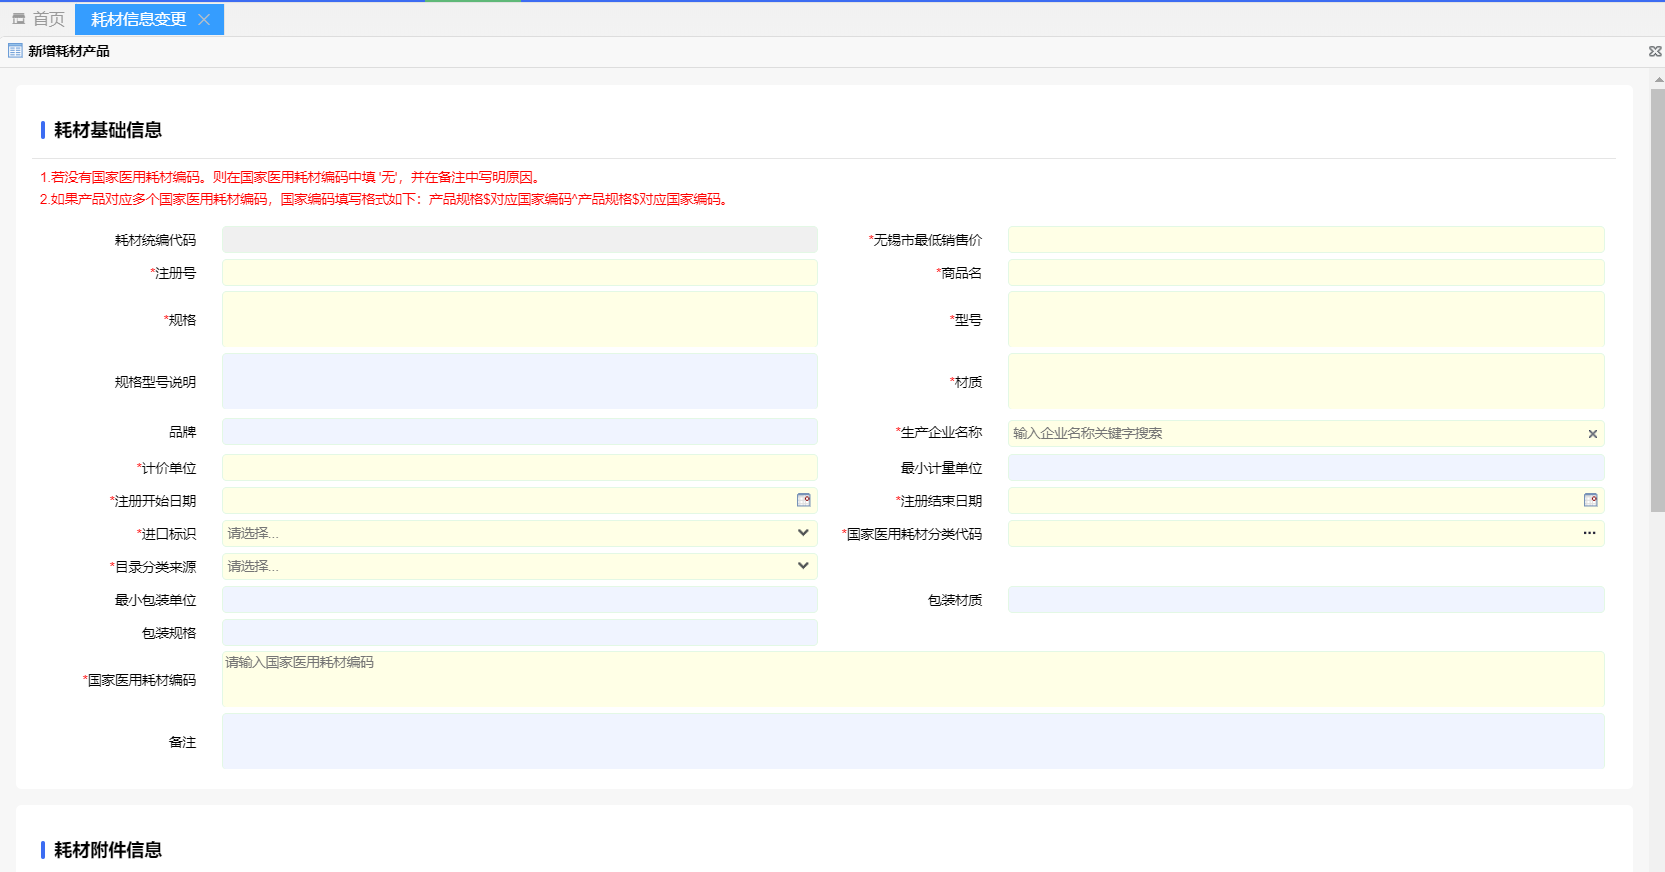 首页 耗材信息变更
新增耗材产品
耗材基础信息
1.若没有国家医用耗材编码。则在国家医用耗材编码中填 '无'，并在备注中写明原因。
2.如果产品对应多个国家医用耗材编码，国家编码填写格式如下：产品规格$对应国家编码^产品规格$对应国家编码。
耗材统编代码 *无锡市最低销售价
*注册号 *商品名
*规格 *型号
规格型号说明 *材质
品牌 *生产企业名称 输入企业名称关键字搜索
*计价单位 最小计量单位
*注册开始日期 *注册结束日期
*进口标识 请选择... *国家医用耗材分类代码
*目录分类来源 请选择...
最小包装单位 包装材质
包装规格
*国家医用耗材编码 请输入国家医用耗材编码
备注
耗材附件信息